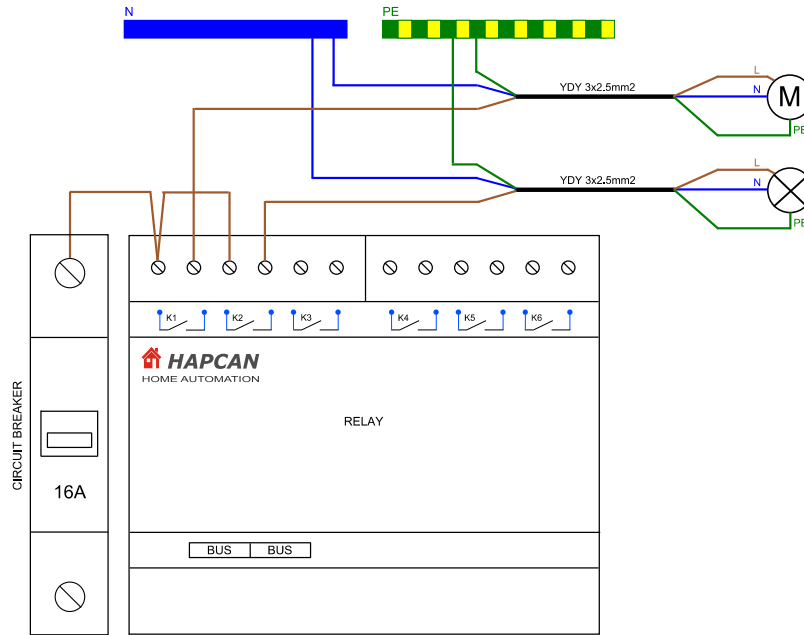 N
PE
YDY 3x2.5mm2
L
N
M
PE
YDY 3x2.5mm2
L
N
PE
K1
K2
K3
K4
K5
K6
HAPCAN
HOME AUTOMATION
RELAY
CIRCUIT BREAKER
16A
BUS
BUS